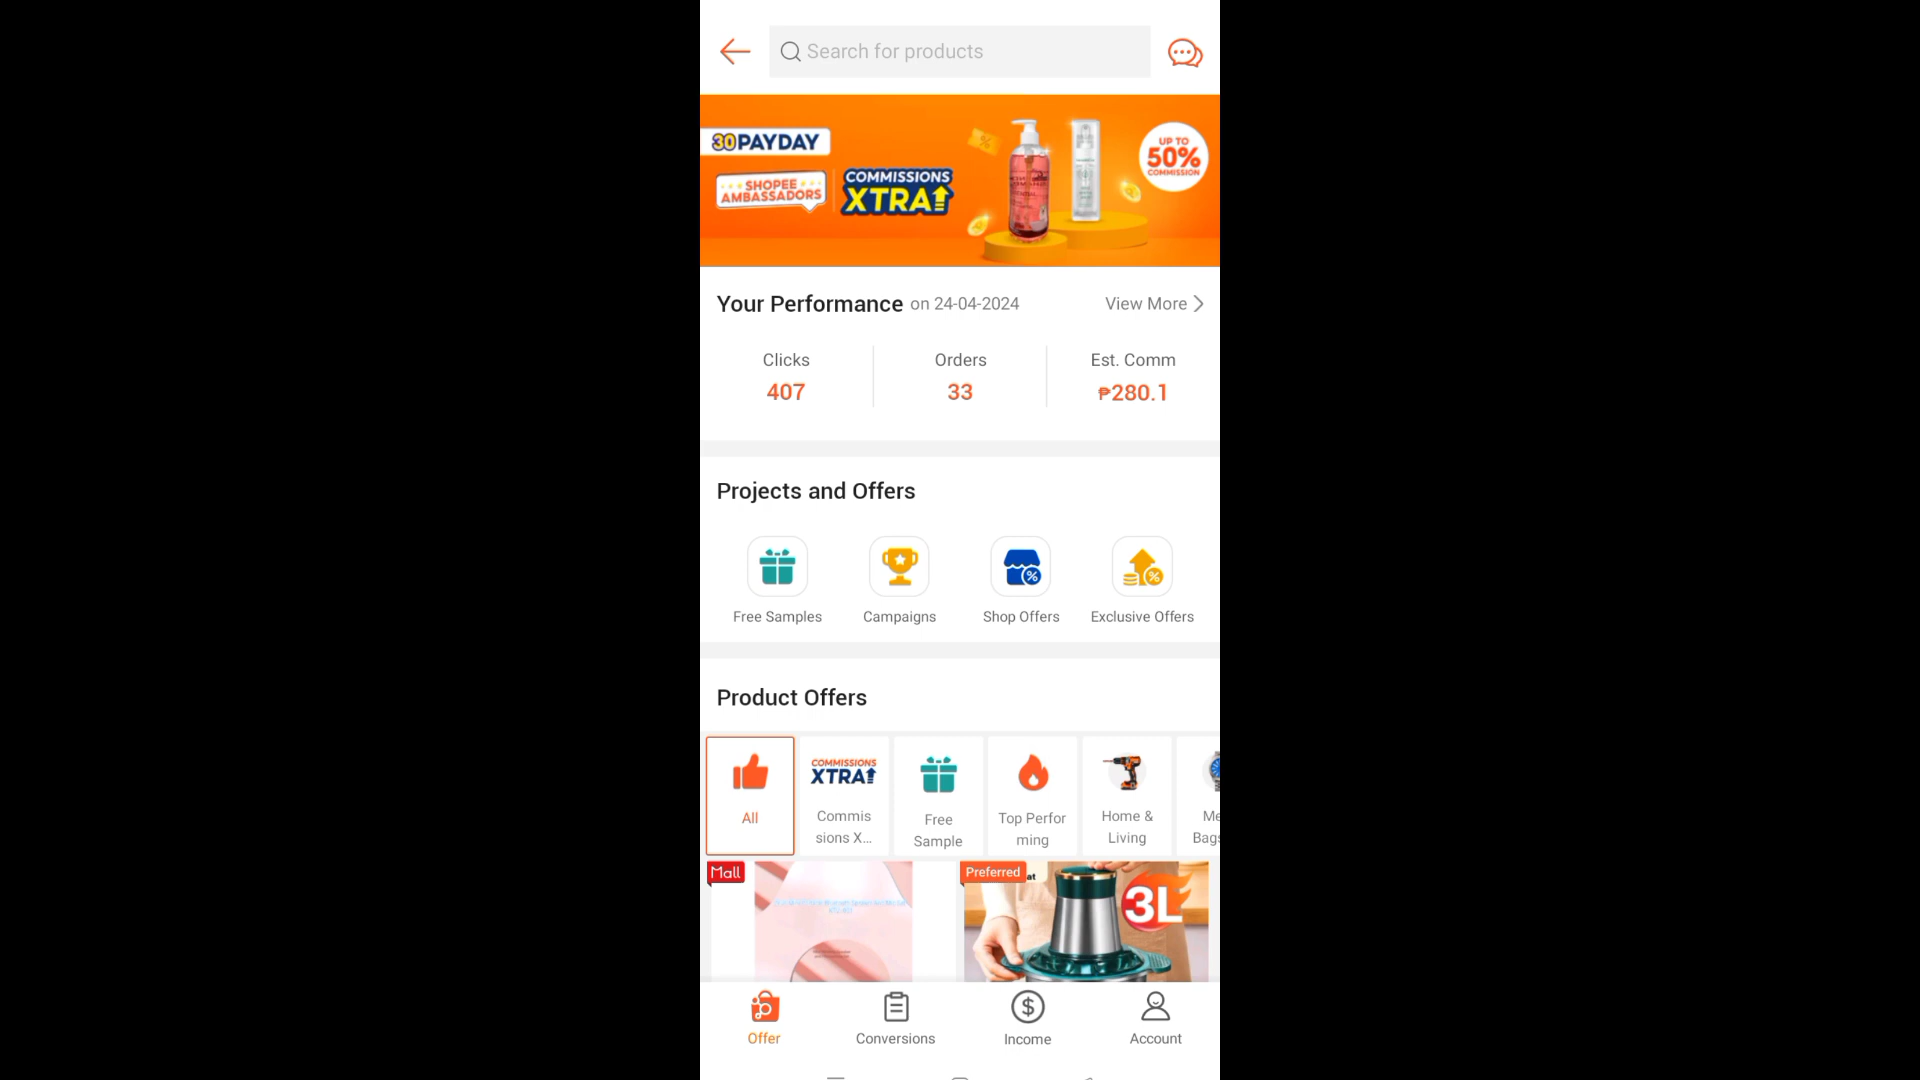 Search for products
30PAYDAY
SHOPEE
AMBASSADORS
COMMISSIONS
XTRA
UP TO
50%
COMMISSION
Your Performance on 24-04-2024
View More
Clicks
Orders
Est. Comm
407
33
₱280.1
Projects and Offers
Free Samples
Campaigns
Shop Offers
Exclusive Offers
Product Offers
COMMISSIONS
XTRA
All
Commis
sions X...
Free
Sample
Top Perfor
ming
Home &
Living
Me
Bags
Mall
Preferred
at
3L
Offer
Conversions
Income
Account